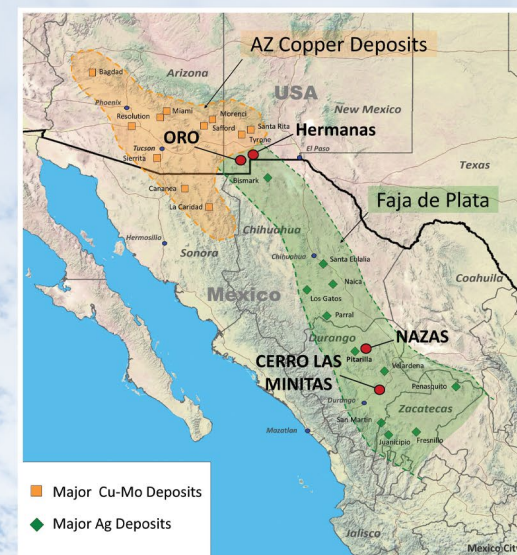 AZ Copper Deposits
Bagdad
Arizona
USA
Phoenix
Miami
Resolution
Morenci
Safford
New Mexico
Santa Rita
ORO
Hermanas
Tyrone
Tucson
El Paso
Sierrita
Texas
Bismark
Cananea
Faja de Plata
La Caridad
Chihuahua
Hermosillo
Sonora
Chihuahua
Santa Eulalia
Coahuila
Naica
Mexico
Los Gatos
Parral
Durango
NAZAS
Pitarilla
CERRO LAS
MINITAS
Velardena
Penasquito
Durango
Zacatecas
San Martin
Mazatlan
Juanicipio
Fresnillo
Major Cu-Mo Deposits
Major Ag Deposits
Jalisco
Mexico City